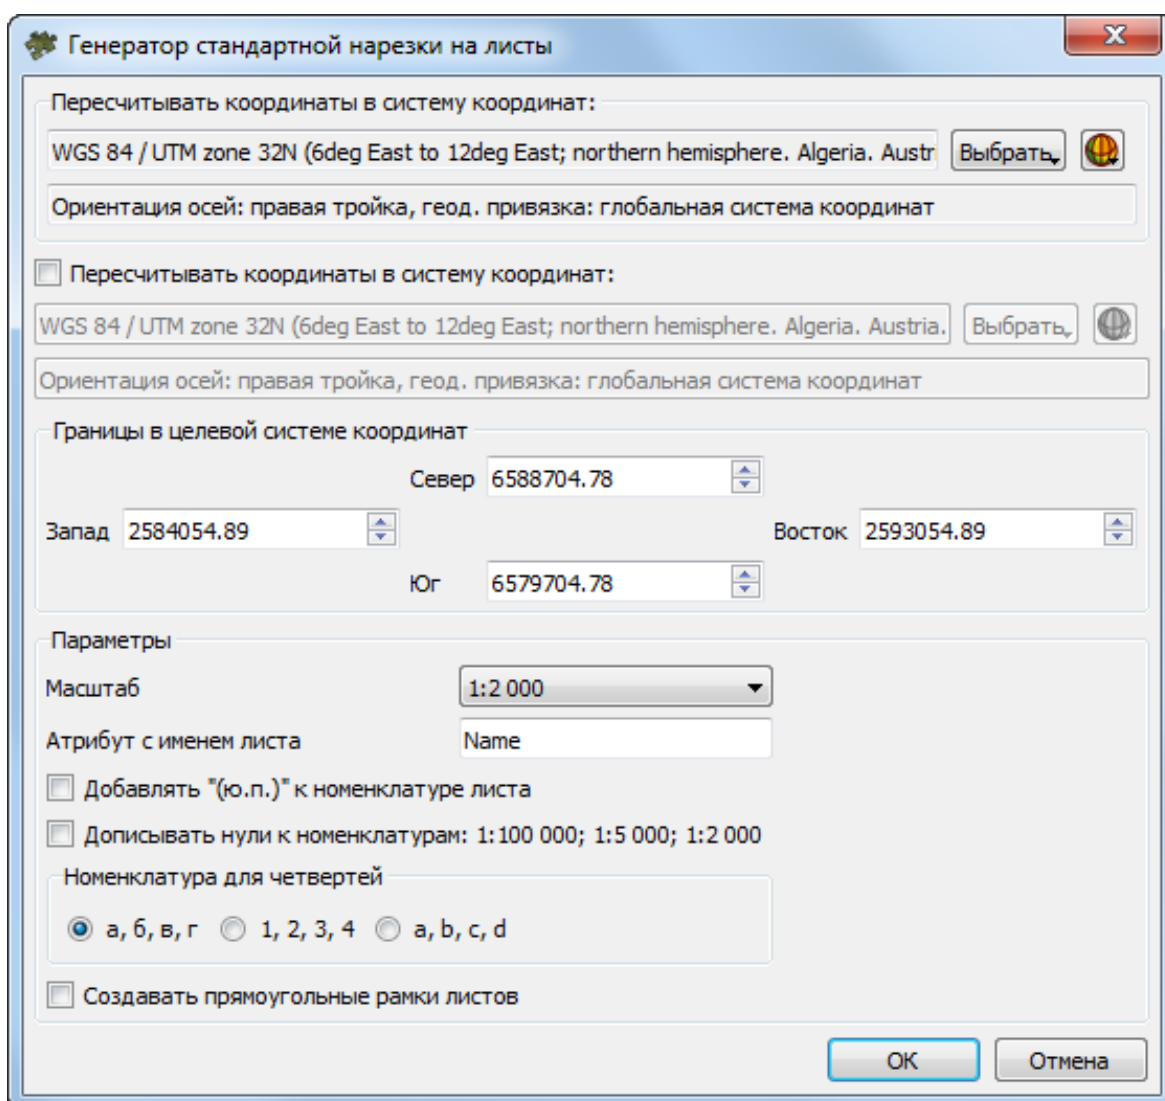 Генератор стандартной нарезки на листы
Пересчитывать координаты в систему координат:
WGS 84 / UTM zone 32N (6deg East to 12deg East; northern hemisphere. Algeria. Austri Выбрать
Ориентация осей: правая тройка, геод. привязка: глобальная система координат
Пересчитывать координаты в систему координат:
WGS 84 / UTM zone 32N (6deg East to 12deg East; northern hemisphere. Algeria. Austria. Выбрать
Ориентация осей: правая тройка, геод. привязка: глобальная система координат
Границы в целевой системе координат
Север 6588704.78
Запад 2584054.89 Восток 2593054.89
Юг 6579704.78
Параметры
Масштаб 1:2 000
Атрибут с именем листа Name
Добавлять "(ю.п.)" к номенклатуре листа
Дописывать нули к номенклатурам: 1:100 000; 1:5 000; 1:2 000
Номенклатура для четвертей
а, б, в, г 1, 2, 3, 4 a, b, c, d
Создавать прямоугольные рамки листов
OK Отмена